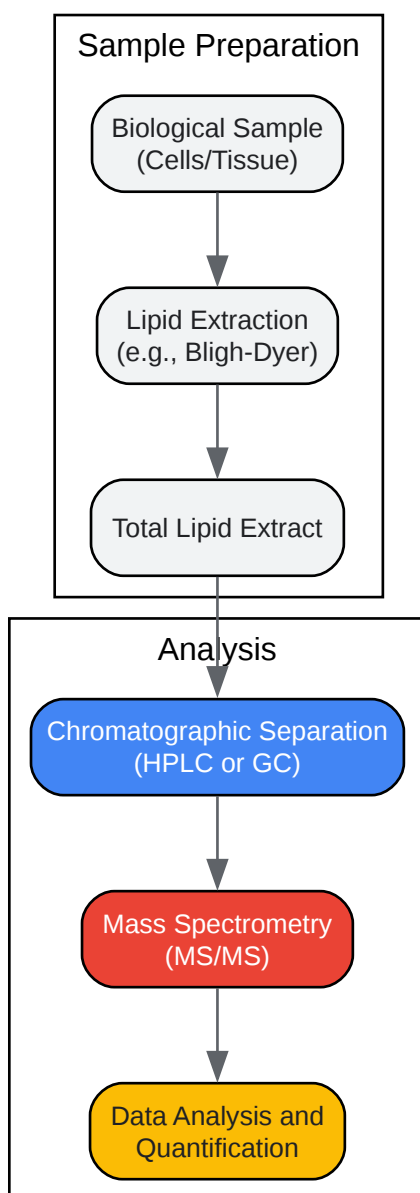 Sample Preparation
Biological Sample
(Cells/Tissue)
Lipid Extraction
(e.g., Bligh-Dyer)
Total Lipid Extract
Analysis
Chromatographic Separation
(HPLC or GC)
Mass Spectrometry
(MS/MS)
Data Analysis and
Quantification